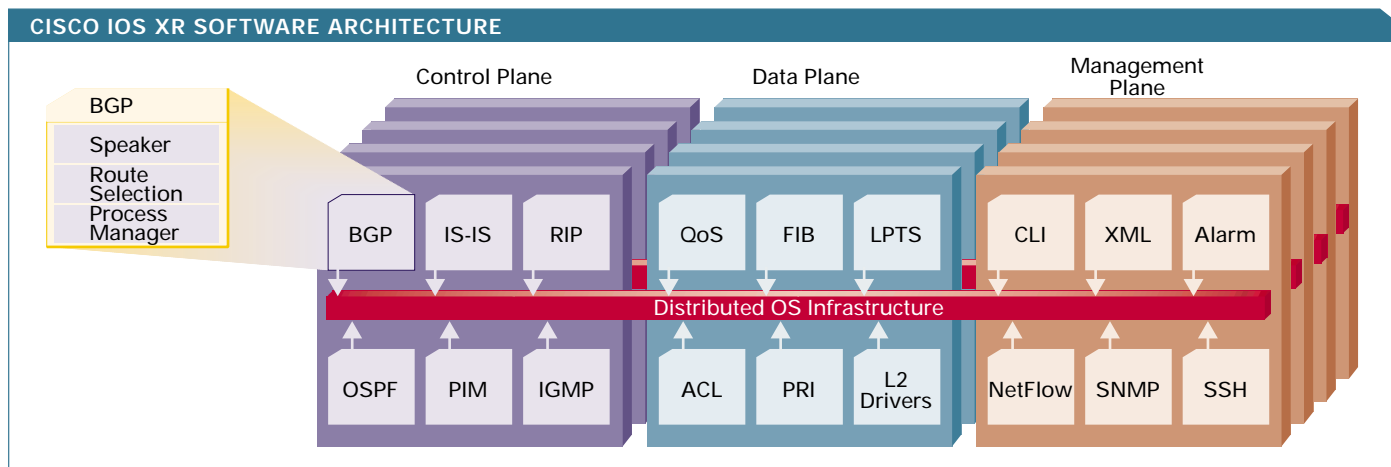 CISCO IOS XR SOFTWARE ARCHITECTURE
Control Plane
Data Plane
Management
Plane
BGP
Speaker
Route
Selection
Process
Manager
BGP
IS-IS
RIP
QoS
FIB
LPTS
CLI
XML
Alarm
Distributed OS Infrastructure
OSPF
PIM
IGMP
ACL
PRI
L2
Drivers
NetFlow
SNMP
SSH